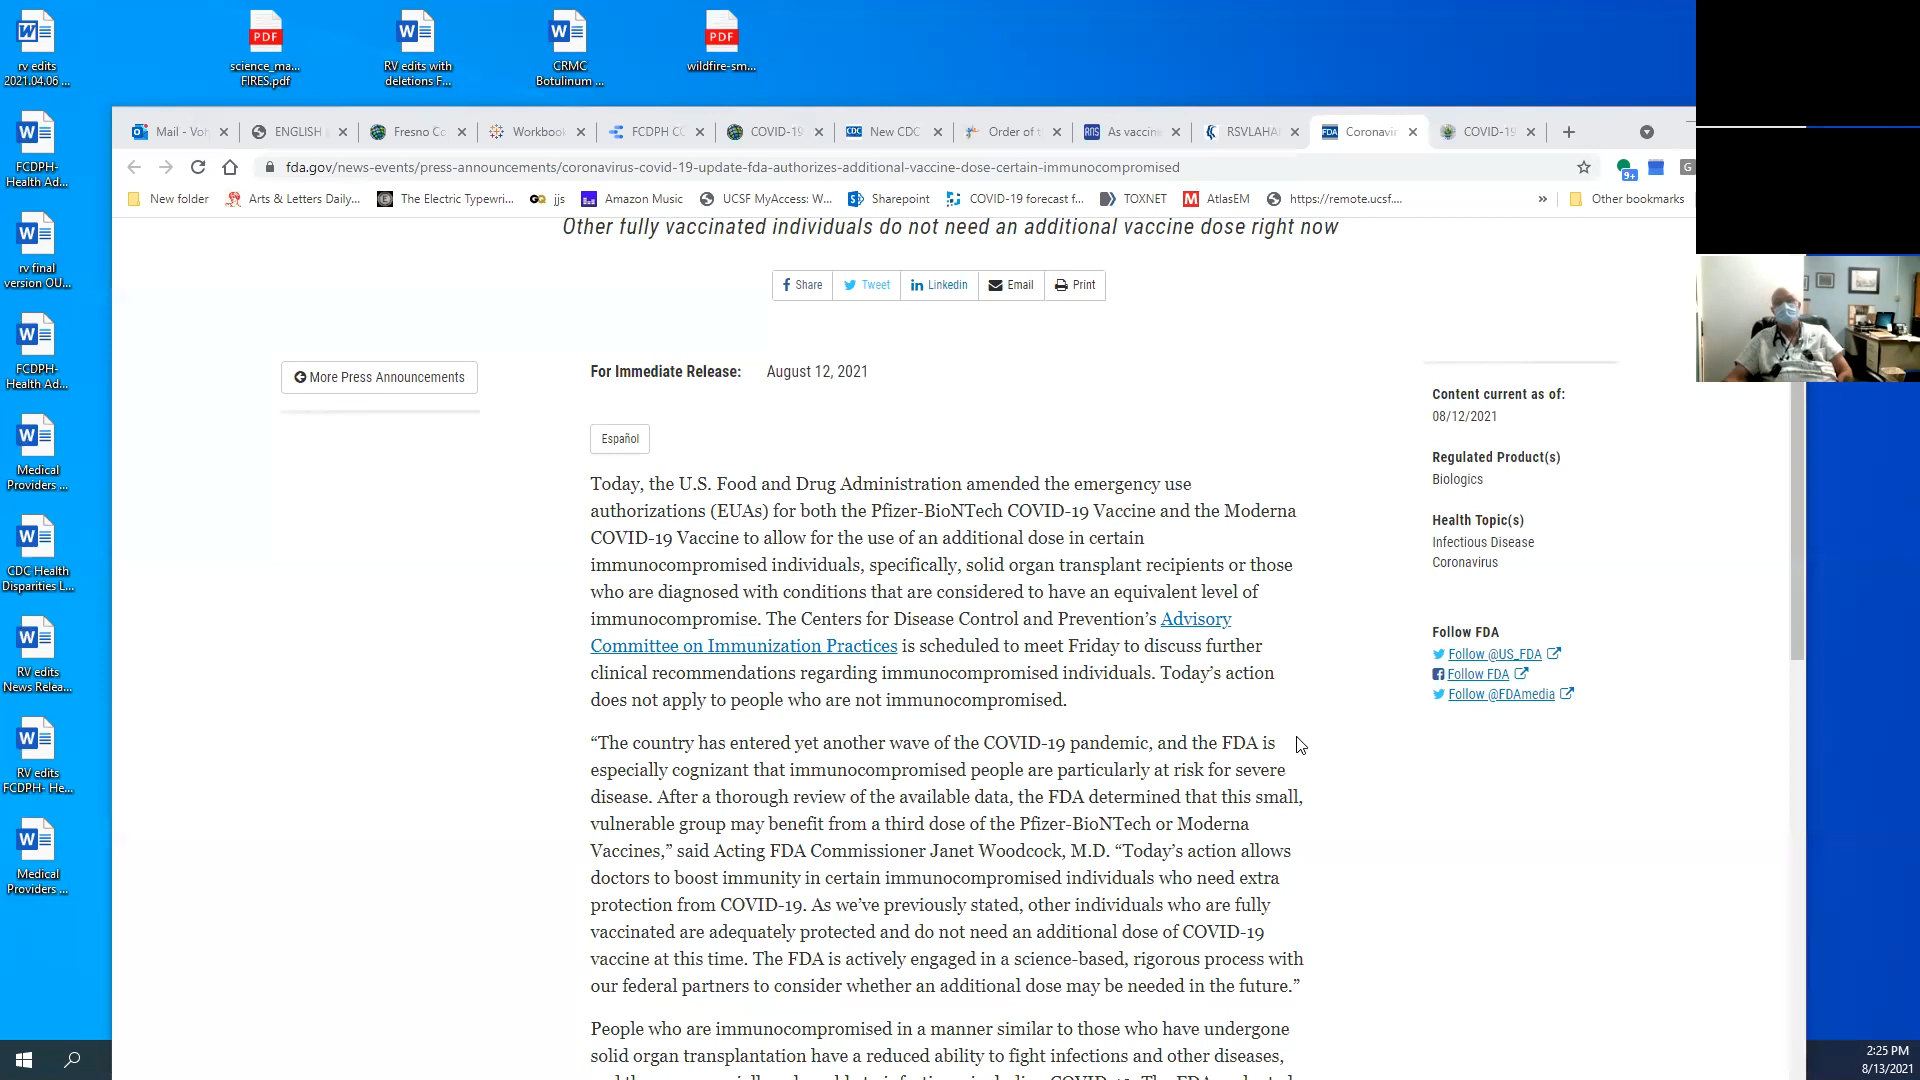 rv edits
2021.04.06 ...
science_ma...
FIRES.pdf
RV edits with
deletions F...
CRMC
Botulinum ...
wildfire-sm...
FCDPH-
Health Ad...
rv final
version OU...
FCDPH-
Health Ad...
Medical
Providers ...
CDC Health
Disparities L...
RV edits
News Relea...
RV edits
FCDPH- He...
Medical
Providers ...
Mail - Voh
ENGLISH
Fresno Co
Workbook
FCDPH CO
COVID-19
New CDC
Order of t
As vaccine
RSVLAHA
Coronavir
COVID-19
fda.gov/news-events/press-announcements/coronavirus-covid-19-update-fda-authorizes-additional-vaccine-dose-certain-immunocompromised
9+
G
New folder
Arts & Letters Daily...
The Electric Typewri...
jjs
Amazon Music
UCSF MyAccess: W...
Sharepoint
COVID-19 forecast f...
TOXNET
AtlasEM
https://remote.ucsf....
»
Other bookmarks
Other fully vaccinated individuals do not need an additional vaccine dose right now
Share
Tweet
Linkedin
Email
Print
More Press Announcements
For Immediate Release: August 12, 2021
Español
Today, the U.S. Food and Drug Administration amended the emergency use
authorizations (EUAs) for both the Pfizer-BioNTech COVID-19 Vaccine and the Moderna
COVID-19 Vaccine to allow for the use of an additional dose in certain
immunocompromised individuals, specifically, solid organ transplant recipients or those
who are diagnosed with conditions that are considered to have an equivalent level of
immunocompromise. The Centers for Disease Control and Prevention’s Advisory
Committee on Immunization Practices is scheduled to meet Friday to discuss further
clinical recommendations regarding immunocompromised individuals. Today’s action
does not apply to people who are not immunocompromised.
“The country has entered yet another wave of the COVID-19 pandemic, and the FDA is
especially cognizant that immunocompromised people are particularly at risk for severe
disease. After a thorough review of the available data, the FDA determined that this small,
vulnerable group may benefit from a third dose of the Pfizer-BioNTech or Moderna
Vaccines,” said Acting FDA Commissioner Janet Woodcock, M.D. “Today’s action allows
doctors to boost immunity in certain immunocompromised individuals who need extra
protection from COVID-19. As we’ve previously stated, other individuals who are fully
vaccinated are adequately protected and do not need an additional dose of COVID-19
vaccine at this time. The FDA is actively engaged in a science-based, rigorous process with
our federal partners to consider whether an additional dose may be needed in the future.”
People who are immunocompromised in a manner similar to those who have undergone
solid organ transplantation have a reduced ability to fight infections and other diseases,
Content current as of:
08/12/2021
Regulated Product(s)
Biologics
Health Topic(s)
Infectious Disease
Coronavirus
Follow FDA
Follow @US_FDA
Follow FDA
Follow @FDAmedia
2:25 PM
8/13/2021